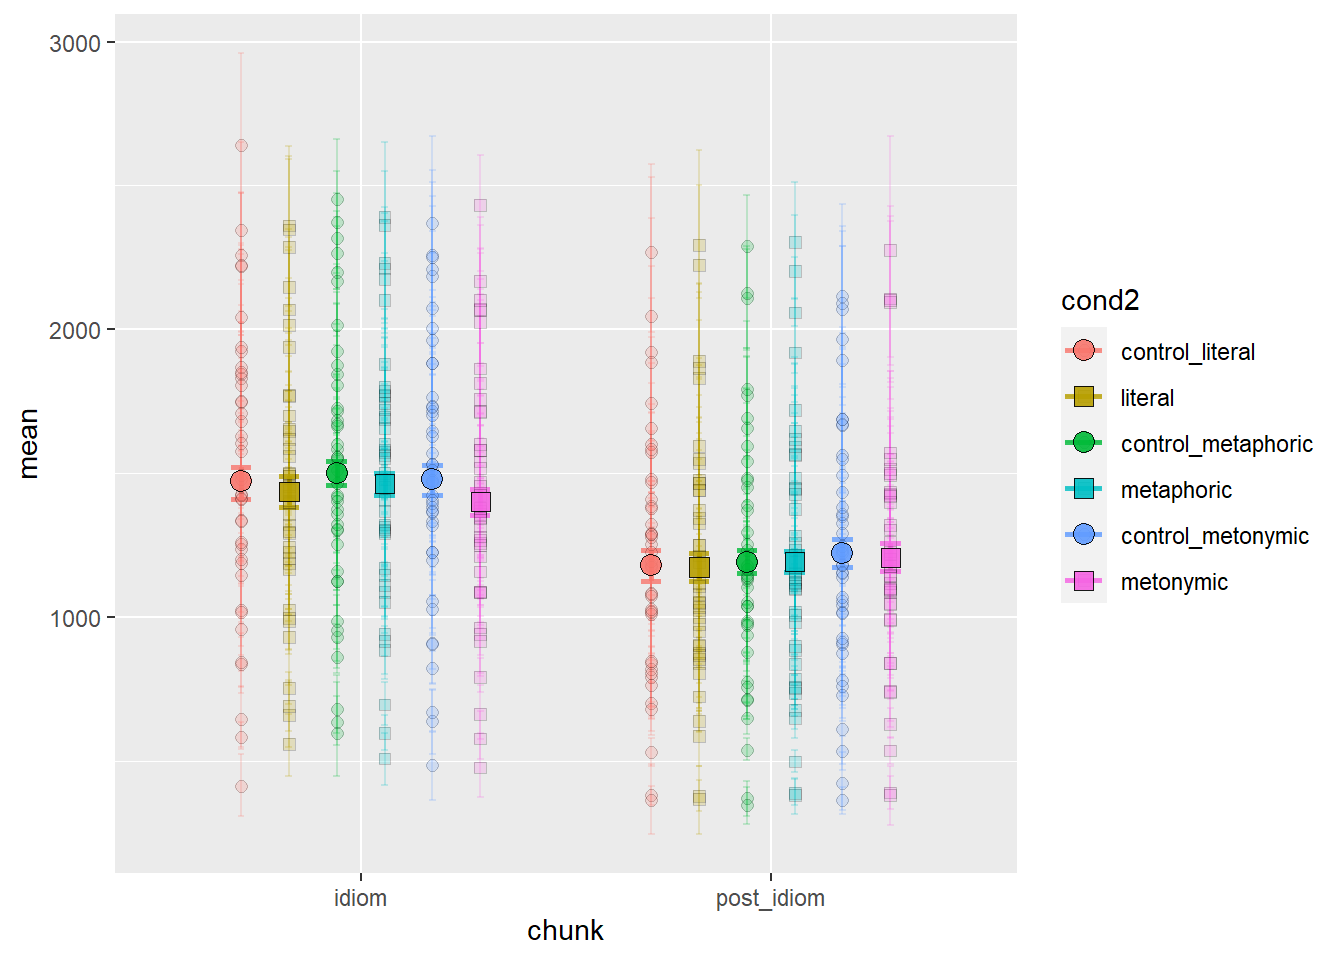 3000
2000
1000
mean
idiom
post_idiom
chunk
cond2
control_literal
literal
control_metaphoric
metaphoric
control_metonymic
metonymic